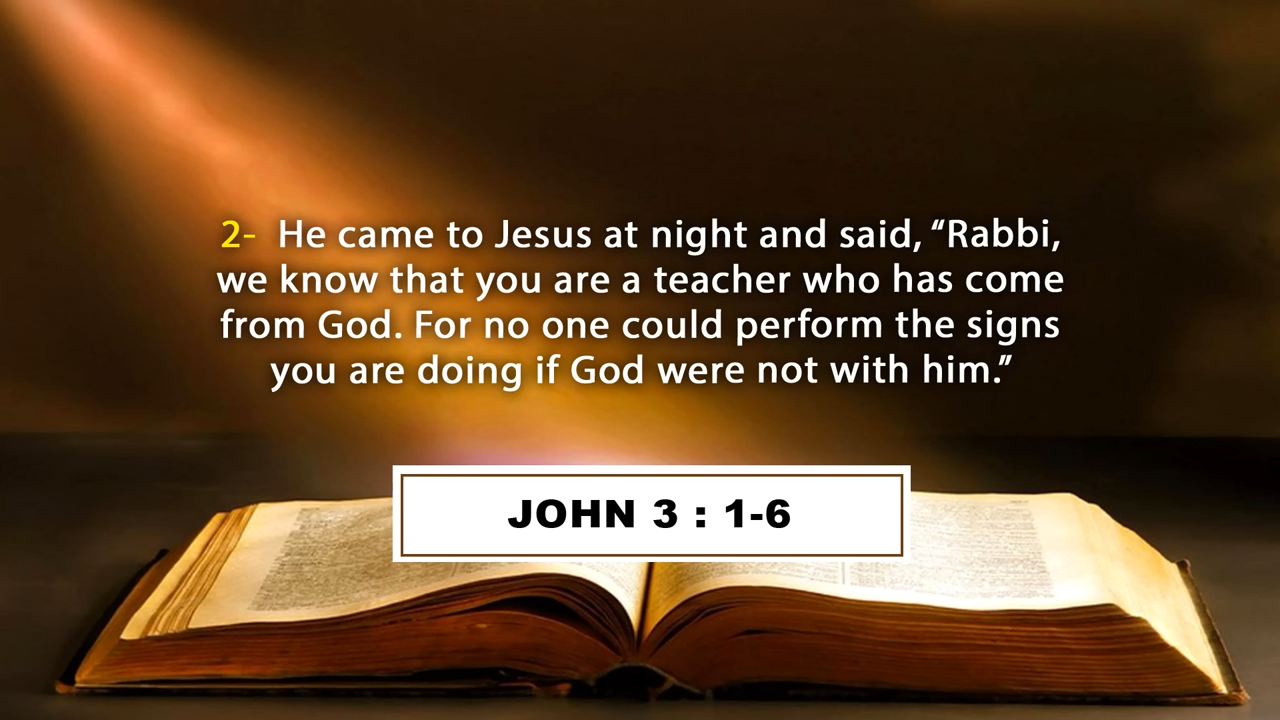 2- He came to Jesus at night and said, “Rabbi,
we know that you are a teacher who has come
from God. For no one could perform the signs
you are doing if God were not with him.”
JOHN 3 : 1-6